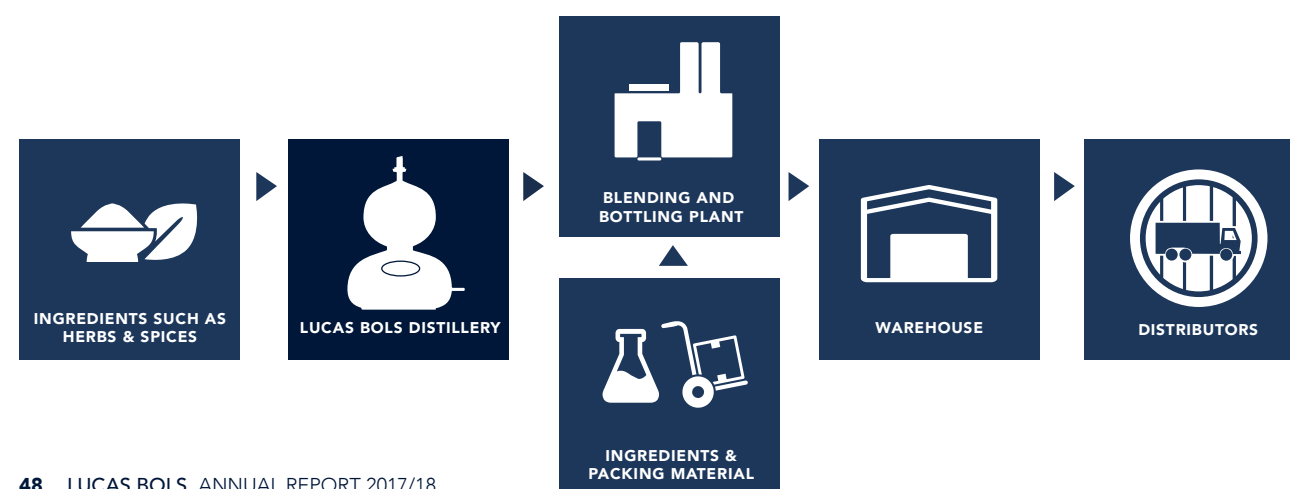 INGREDIENTS SUCH AS
HERBS & SPICES
LUCAS BOLS DISTILLERY
BLENDING AND
BOTTLING PLANT
INGREDIENTS &
PACKING MATERIAL
WAREHOUSE
DISTRIBUTORS
48 LUCAS BOLS ANNUAL REPORT 2017/18